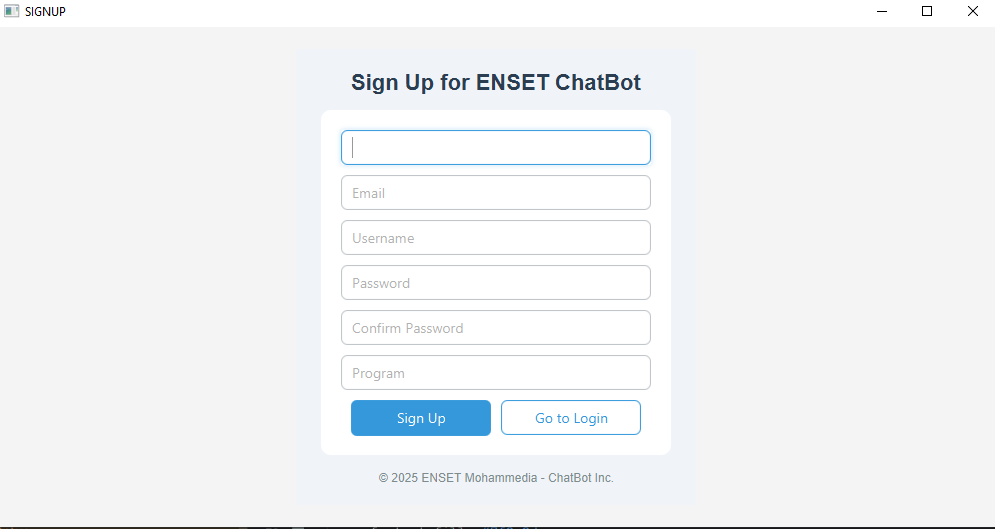 SIGNUP
Sign Up for ENSET ChatBot
Email
Username
Password
Confirm Password
Program
Sign Up Go to Login
© 2025 ENSET Mohammedia - ChatBot Inc.